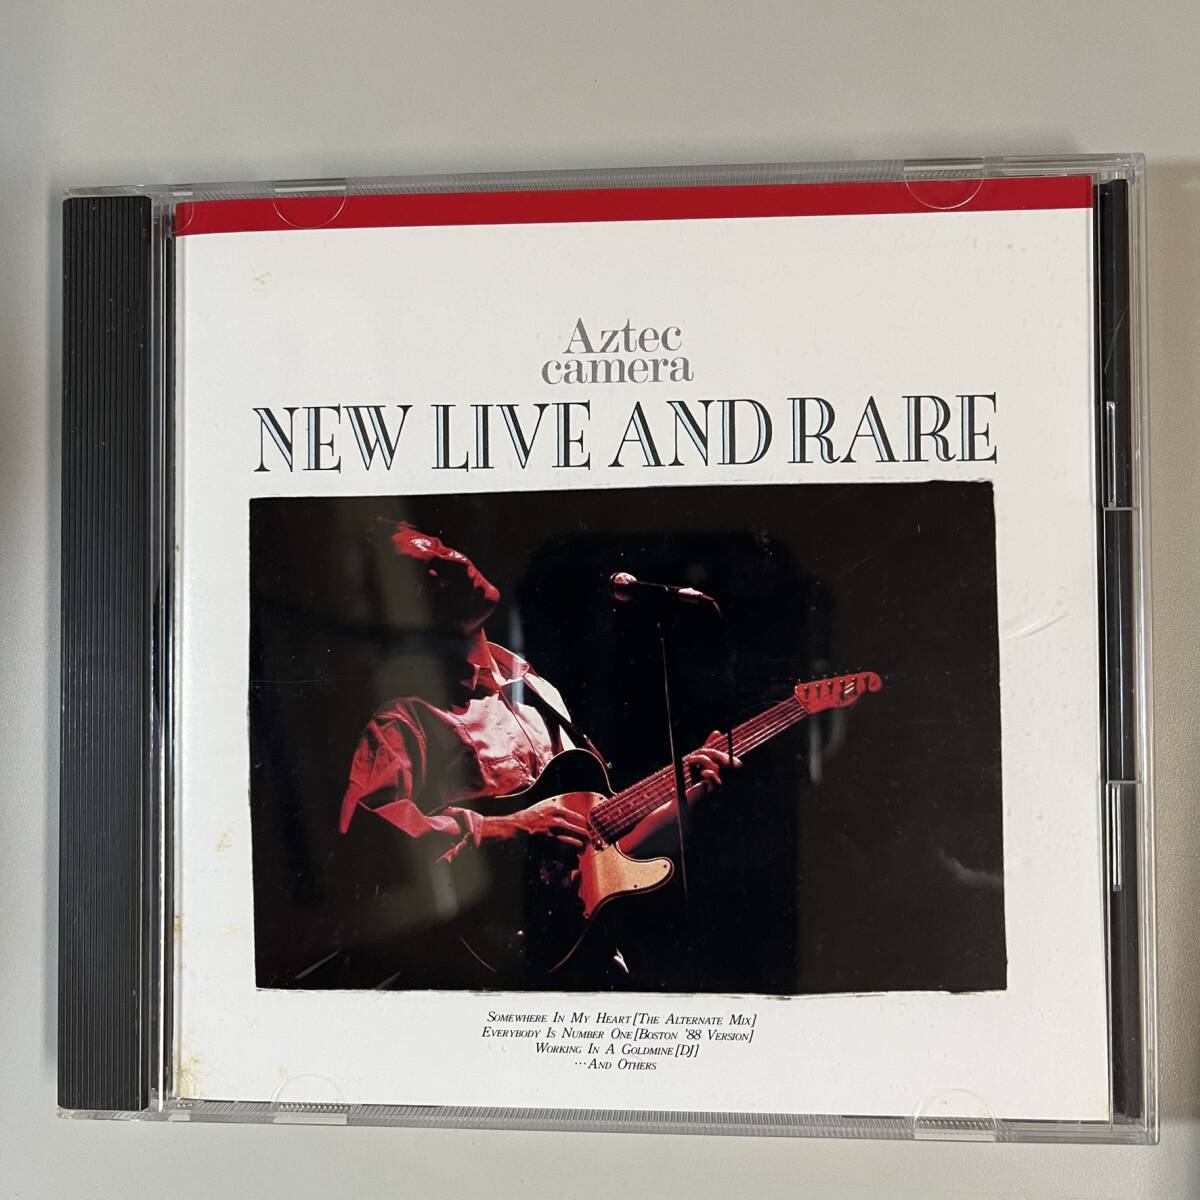 Aztec
camera
NEW LIVE AND RARE
SOMEWHERE IN MY HEART[THE ALTERNATE MIX]
EVERYBODY IS NUMBER ONE[BOSTON '88 VERSION]
WORKING IN A GOLDMINE[DJ]
…AND OTHERS